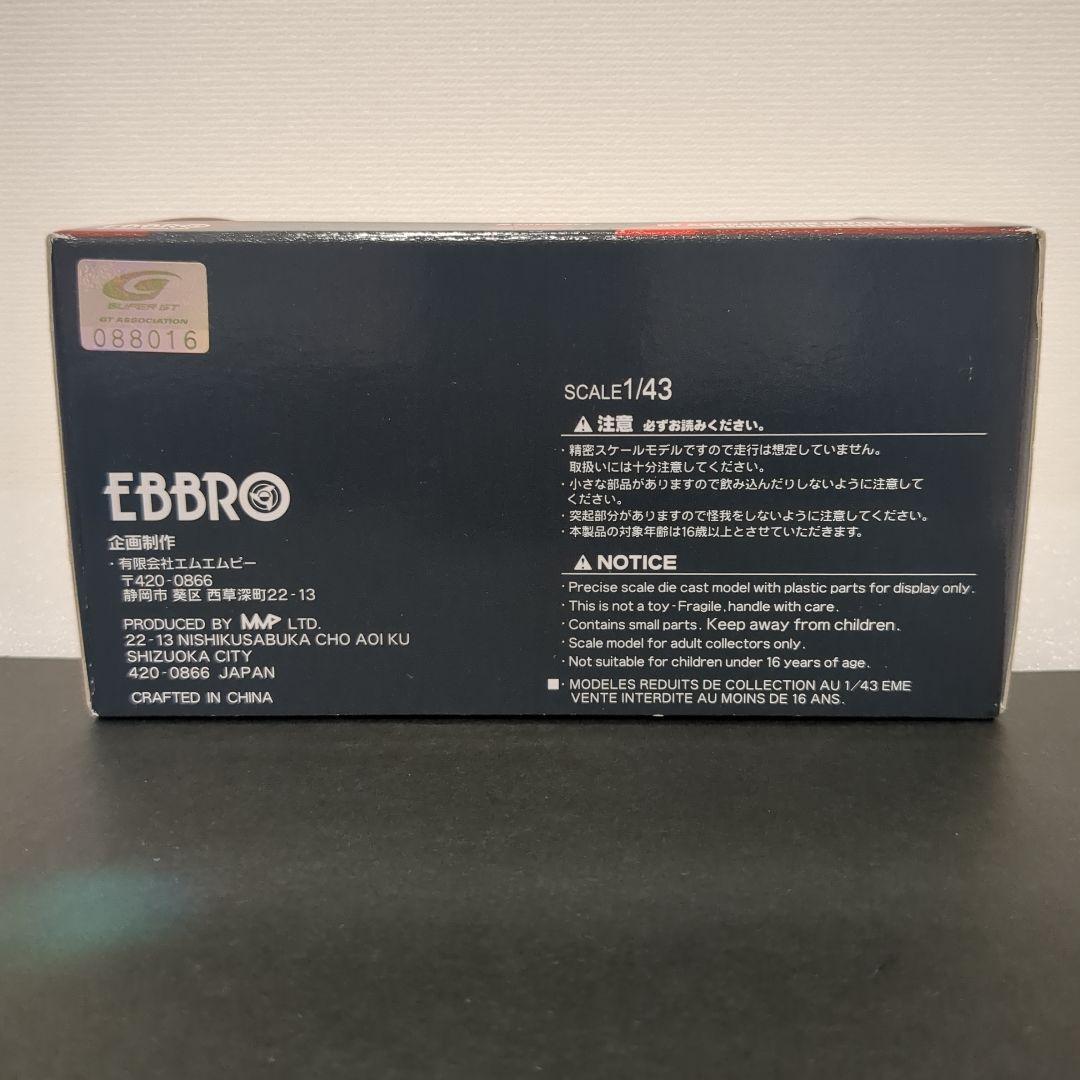 EBBRO
SUPER GT
GT ASSOCIATION
088016
EBBRO
企画制作
・有限会社エムエムピー
〒420-0866
静岡市 葵区 西草深町22-13
PRODUCED BY MMP LTD.
22-13 NISHIKUSABUKA CHO AOI KU
SHIZUOKA CITY
420-0866 JAPAN
CRAFTED IN CHINA
SCALE1/43
注意 必ずお読みください。
・精密スケールモデルですので走行は想定していません。
取扱いには十分注意してください。
・小さな部品がありますので飲み込んだりしないように注意して
ください。
・突起部分がありますので怪我をしないように注意してください。
・本製品の対象年齢は16歳以上とさせていただきます。
NOTICE
・Precise scale die cast model with plastic parts for display only.
・This is not a toy - Fragile, handle with care.
・Contains small parts. Keep away from children.
・Scale model for adult collectors only.
・Not suitable for children under 16 years of age.
■・MODELES REDUITS DE COLLECTION AU 1/43 EME
VENTE INTERDITE AU MOINS DE 16 ANS.